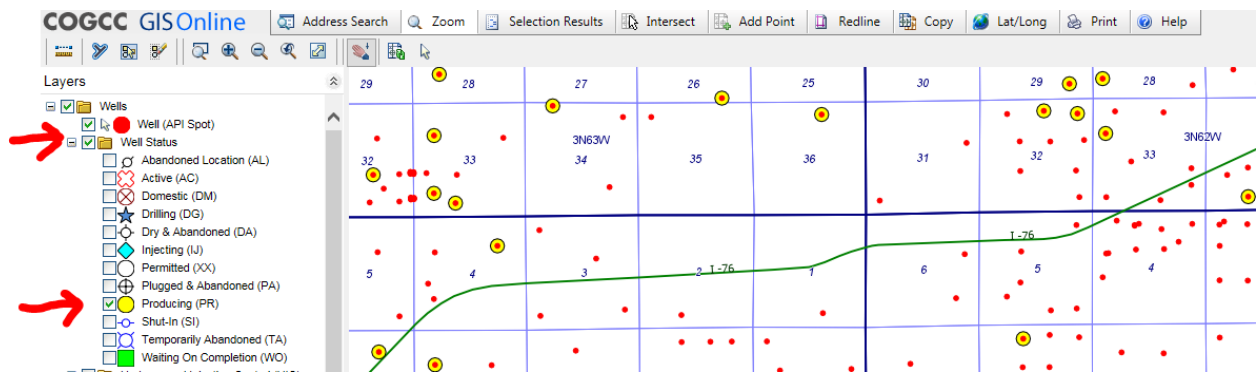 COGCC GISOnline Address Search Zoom Selection Results Intersect Add Point Redline Copy Lat/Long Print Help
Layers
Wells
Well (API Spot)
Well Status
Abandoned Location (AL)
Active (AC)
Domestic (DM)
Drilling (DG)
Dry & Abandoned (DA)
Injecting (IJ)
Permitted (XX)
Plugged & Abandoned (PA)
Producing (PR)
Shut-In (SI)
Temporarily Abandoned (TA)
Waiting On Completion (WO)
29 28 27 26 25 30 29 28
3N63W 3N62W
32 33 34 35 36 31 32 33
I-76
5 4 3 2 I-76 1 6 5 4